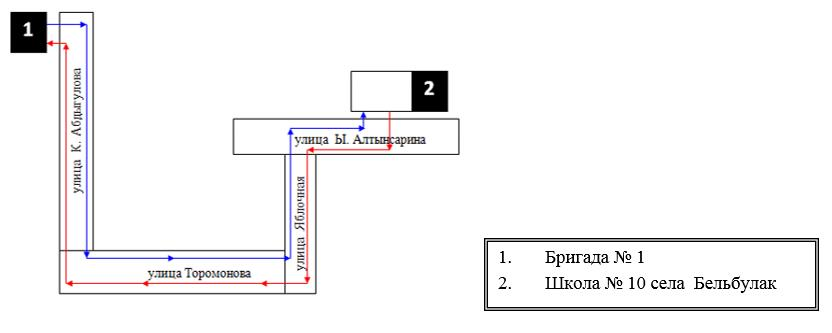 1
2
улица К. Абдыгулова
улица Ы. Алтынсарина
улица Яблочная
улица Торомонова
1. Бригада № 1
2. Школа № 10 села Бельбулак